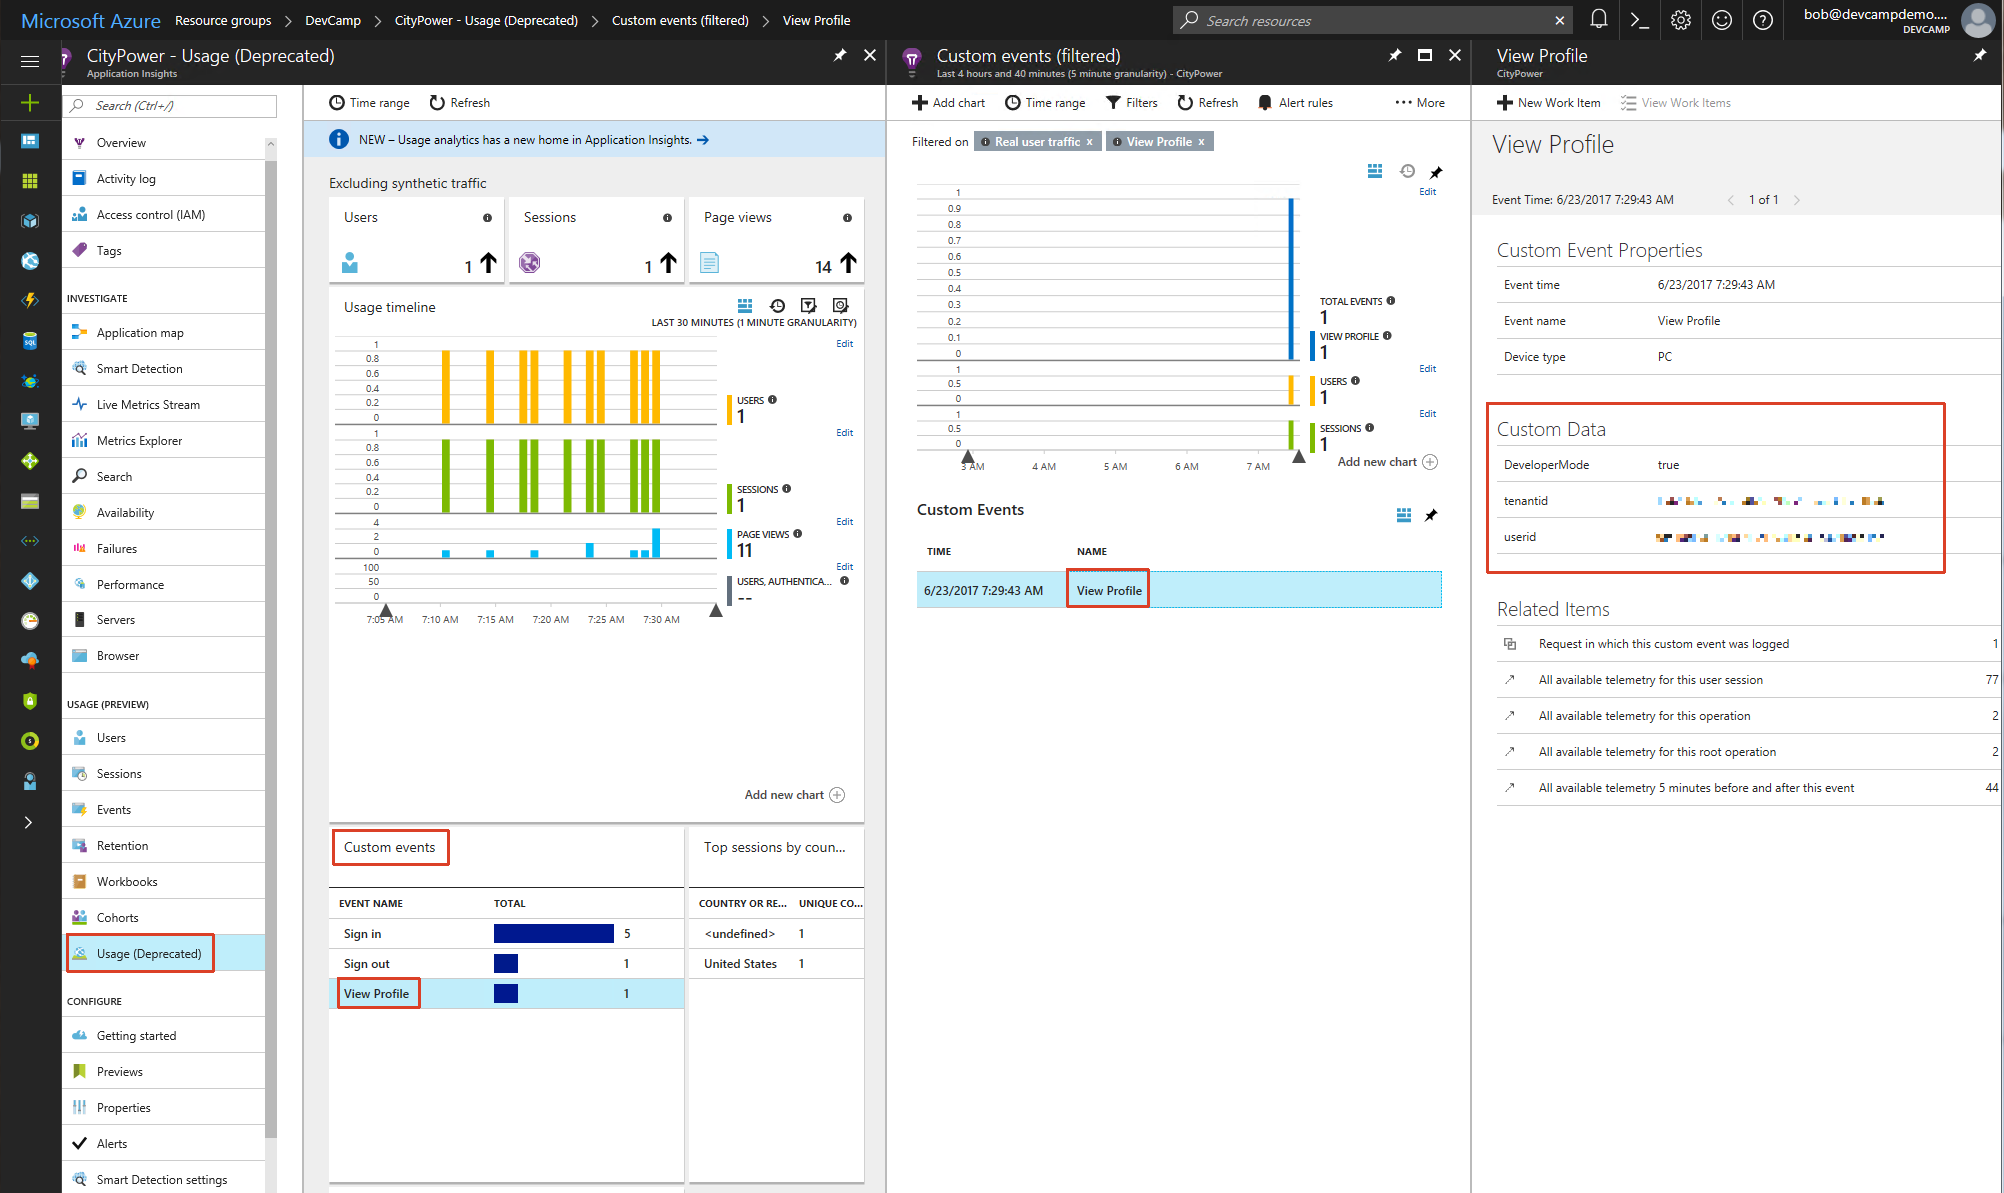 Microsoft Azure Resource groups > DevCamp > CityPower - Usage (Deprecated) > Custom events (filtered) > View Profile
Search resources
bob@devcampdemo....
DEVCAMP
CityPower - Usage (Deprecated)
Application Insights
Search (Ctrl+/)
Overview
Activity log
Access control (IAM)
Tags
INVESTIGATE
Application map
Smart Detection
Live Metrics Stream
Metrics Explorer
Search
Availability
Failures
Performance
Servers
Browser
USAGE (PREVIEW)
Users
Sessions
Events
Retention
Workbooks
Cohorts
Usage (Deprecated)
CONFIGURE
Getting started
Previews
Properties
Alerts
Smart Detection settings
Time range Refresh
NEW – Usage analytics has a new home in Application Insights. →
Excluding synthetic traffic
Users
1
Sessions
1
Page views
14
Usage timeline
LAST 30 MINUTES (1 MINUTE GRANULARITY)
Edit
1
0.8
0.6
0.4
0.2
0
USERS
1
Edit
1
0.8
0.6
0.4
0.2
0
SESSIONS
1
Edit
4
2
0
PAGE VIEWS
11
Edit
100
50
0
USERS, AUTHENTICA...
--
7:05 AM 7:10 AM 7:15 AM 7:20 AM 7:25 AM 7:30 AM
Add new chart
Custom events
EVENT NAME TOTAL
Sign in 5
Sign out 1
View Profile 1
Top sessions by coun...
COUNTRY OR RE... UNIQUE CO...
<undefined> 1
United States 1
Custom events (filtered)
Last 4 hours and 40 minutes (5 minute granularity) - CityPower
Add chart Time range Filters Refresh Alert rules More
Filtered on Real user traffic x View Profile x
Edit
1
0.9
0.8
0.7
0.6
0.5
0.4
0.3
0.2
0.1
0
TOTAL EVENTS
1
VIEW PROFILE
1
Edit
1
0.5
0
USERS
1
Edit
1
0.5
0
SESSIONS
1
3 AM 4 AM 5 AM 6 AM 7 AM
Add new chart
Custom Events
TIME NAME
6/23/2017 7:29:43 AM View Profile
View Profile
CityPower
New Work Item View Work Items
View Profile
Event Time: 6/23/2017 7:29:43 AM 1 of 1
Custom Event Properties
Event time 6/23/2017 7:29:43 AM
Event name View Profile
Device type PC
Custom Data
DeveloperMode true
tenantid
userid
Related Items
Request in which this custom event was logged 1
All available telemetry for this user session 77
All available telemetry for this operation 2
All available telemetry for this root operation 2
All available telemetry 5 minutes before and after this event 44